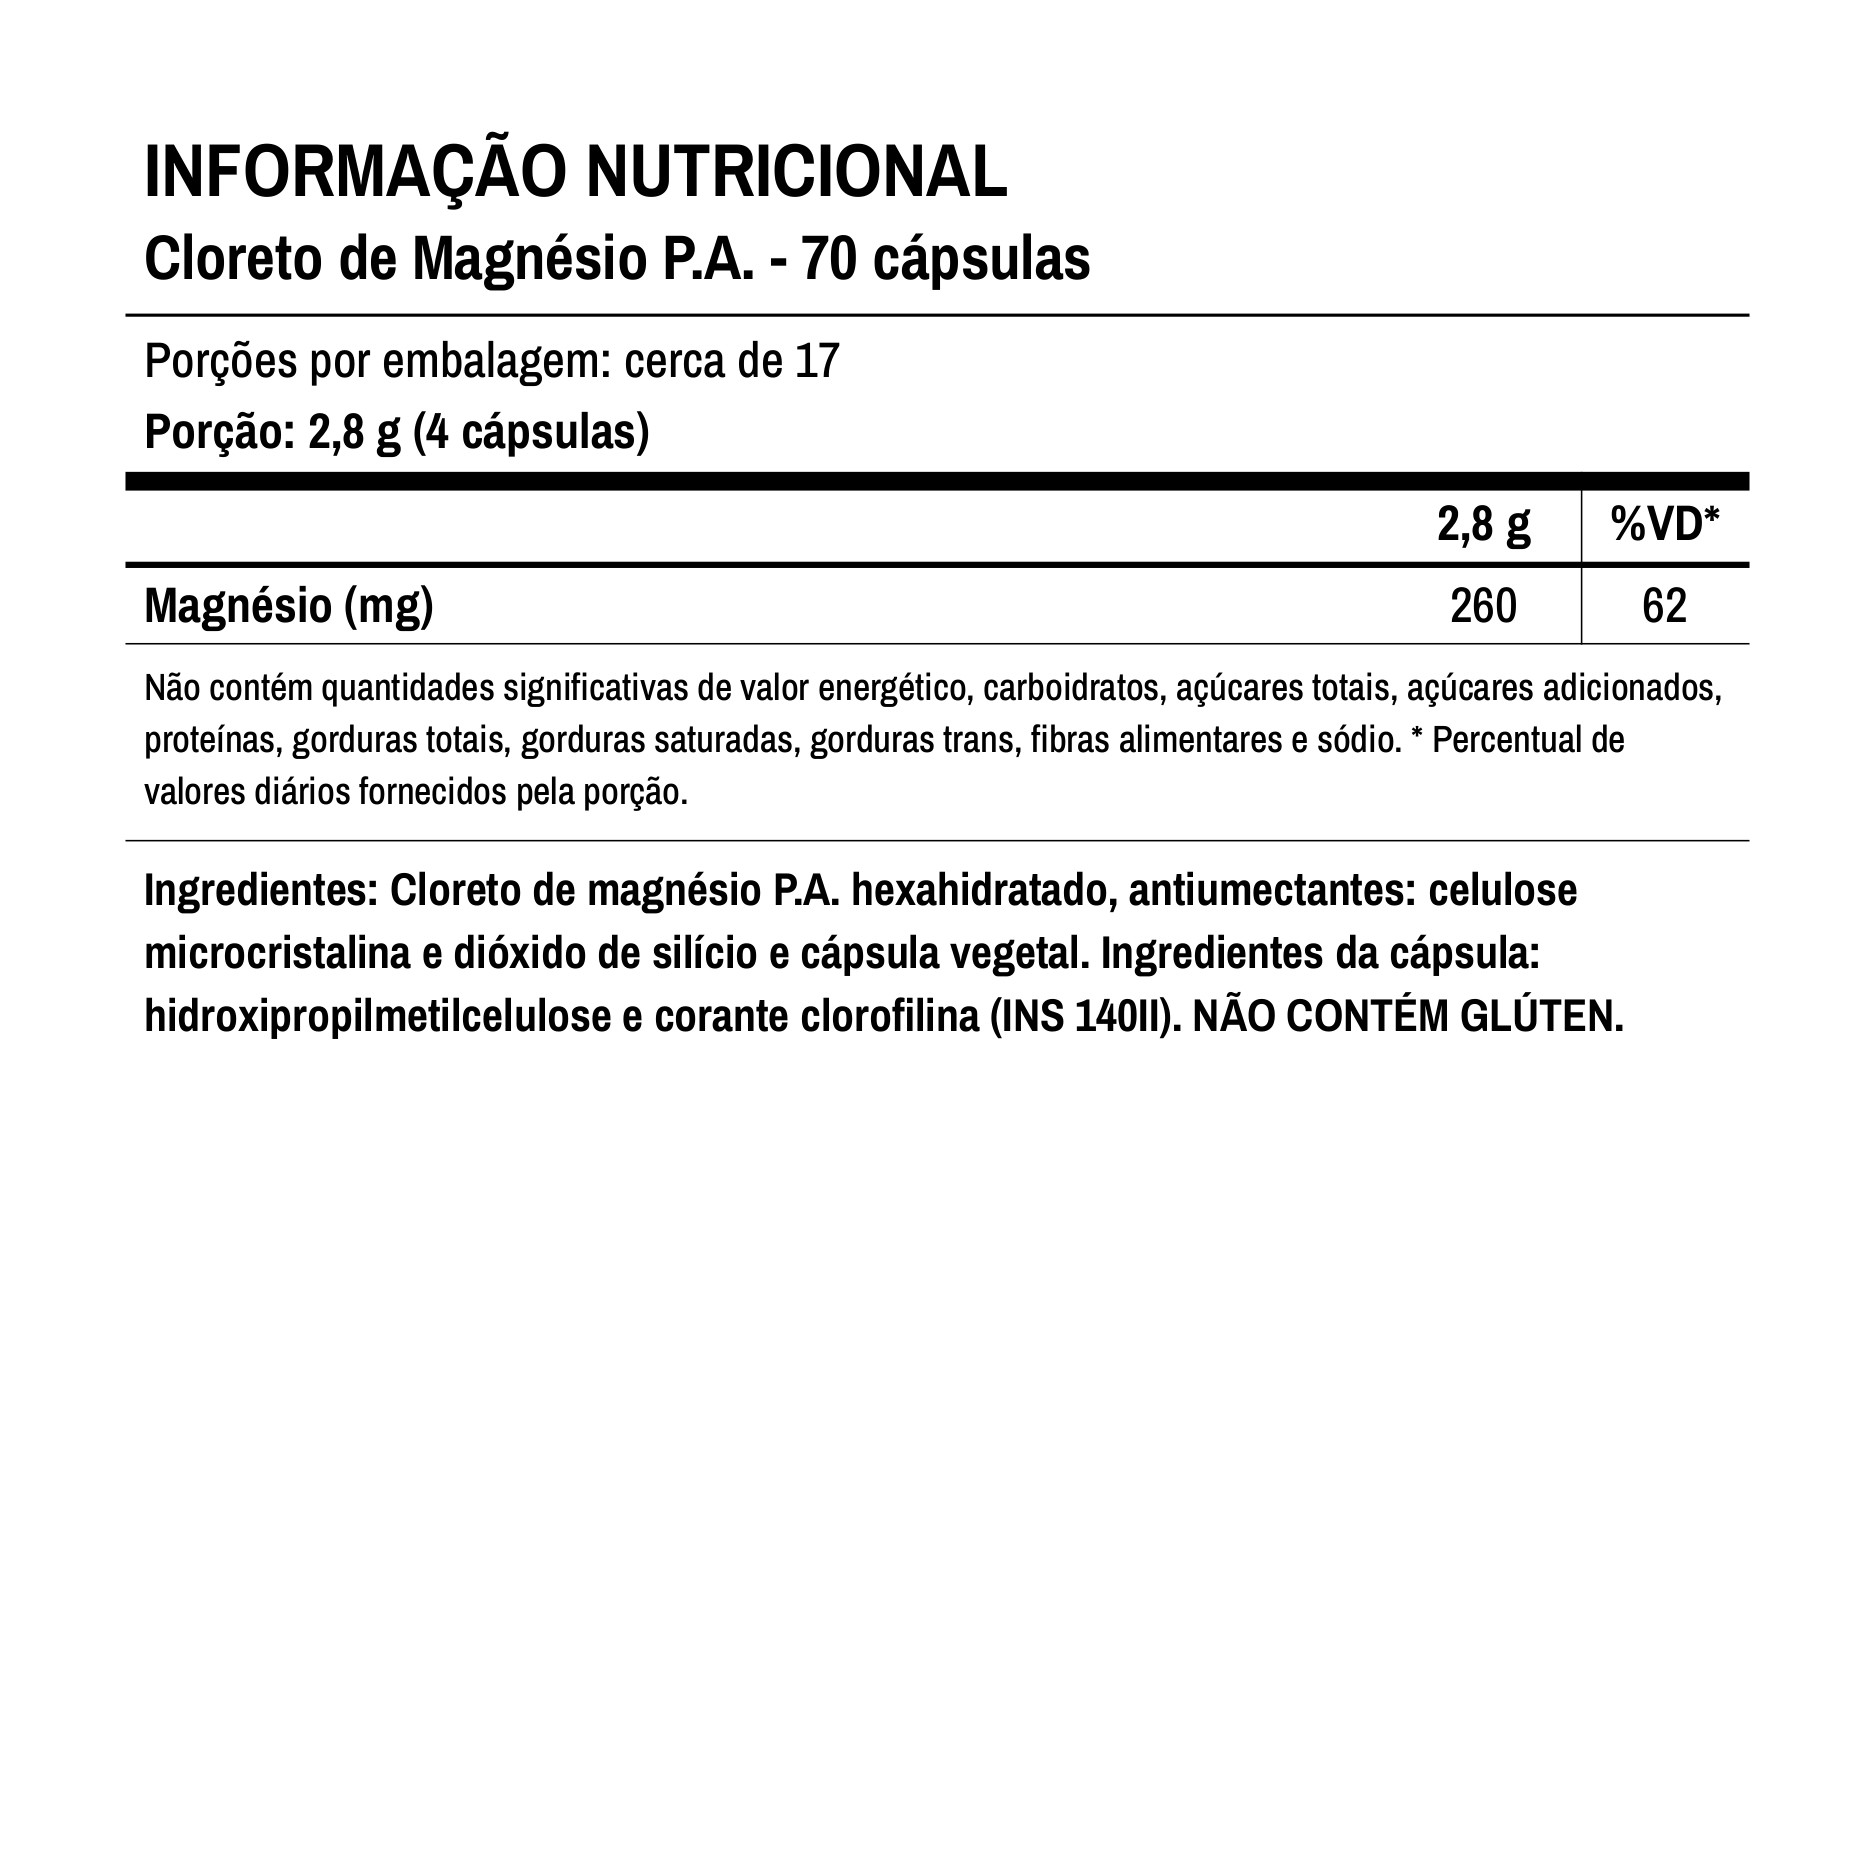 INFORMAÇÃO NUTRICIONAL
Cloreto de Magnésio P.A. - 70 cápsulas
Porções por embalagem: cerca de 17
Porção: 2,8 g (4 cápsulas)
2,8 g %VD*
Magnésio (mg) 260 62
Não contém quantidades significativas de valor energético, carboidratos, açúcares totais, açúcares adicionados,
proteínas, gorduras totais, gorduras saturadas, gorduras trans, fibras alimentares e sódio. * Percentual de
valores diários fornecidos pela porção.
Ingredientes: Cloreto de magnésio P.A. hexahidratado, antiumectantes: celulose
microcristalina e dióxido de silício e cápsula vegetal. Ingredientes da cápsula:
hidroxipropilmetilcelulose e corante clorofilina (INS 140II). NÃO CONTÉM GLÚTEN.